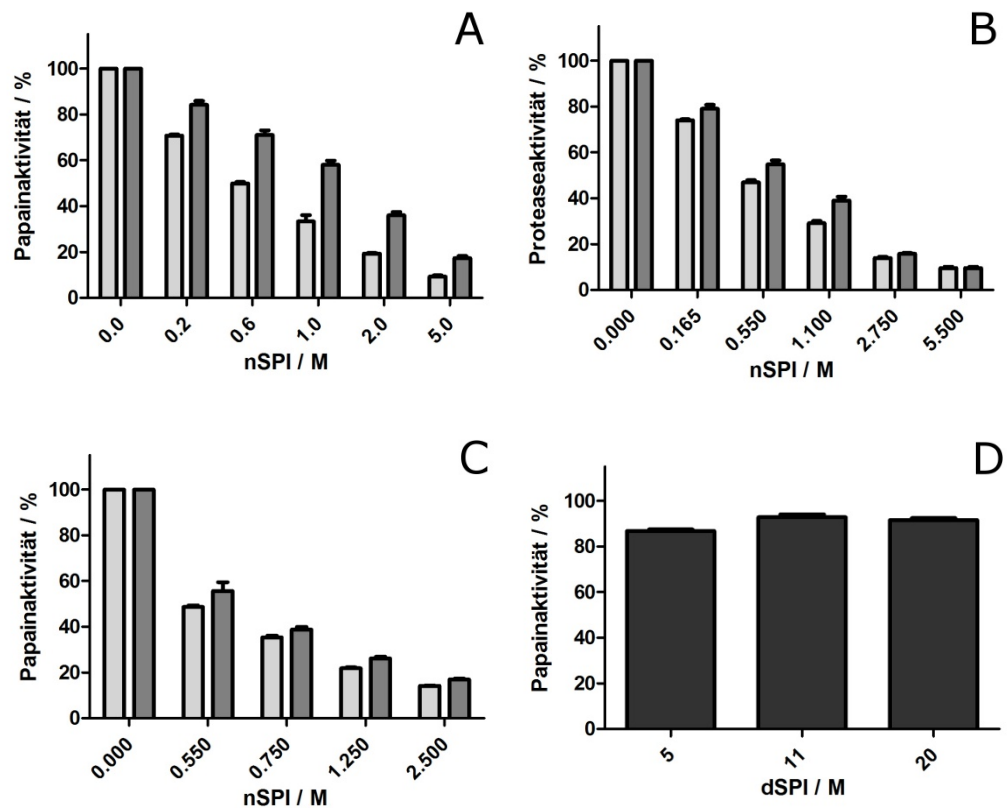 A
Papainaktivität / %
100
80
60
40
20
0
0.0 0.2 0.6 1.0 2.0 5.0
nSPI / M
B
Proteaseaktivität / %
100
80
60
40
20
0
0.000 0.165 0.550 1.100 2.750 5.500
nSPI / M
C
Papainaktivität / %
100
80
60
40
20
0
0.000 0.550 0.750 1.250 2.500
nSPI / M
D
Papainaktivität / %
100
80
60
40
20
0
5 11 20
dSPI / M